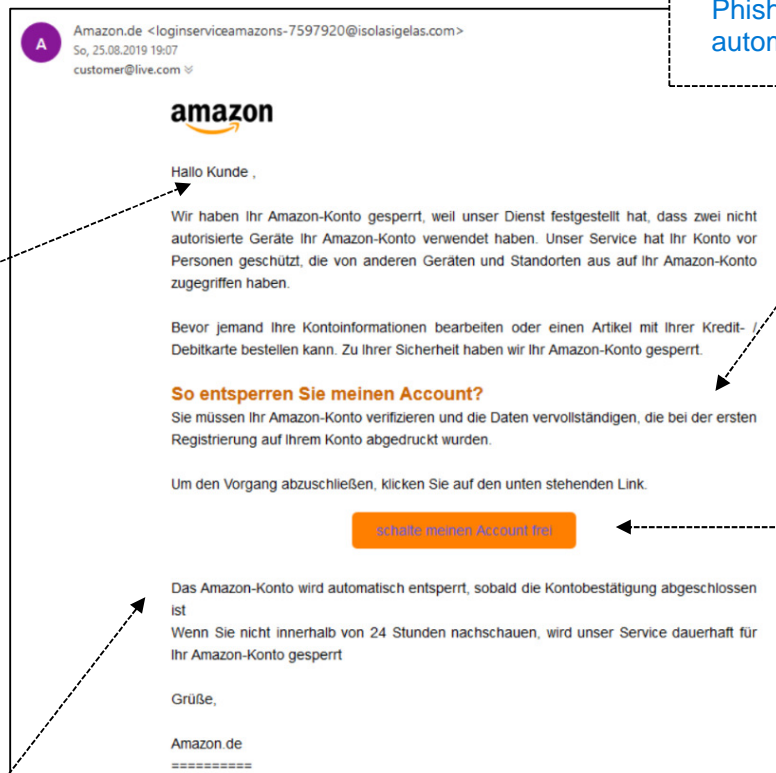 Phish
autom
A
Amazon.de <loginserviceamazons-7597920@isolasigelas.com>
So, 25.08.2019 19:07
customer@live.com
amazon
Hallo Kunde ,
Wir haben Ihr Amazon-Konto gesperrt, weil unser Dienst festgestellt hat, dass zwei nicht
autorisierte Geräte Ihr Amazon-Konto verwendet haben. Unser Service hat Ihr Konto vor
Personen geschützt, die von anderen Geräten und Standorten aus auf Ihr Amazon-Konto
zugegriffen haben.
Bevor jemand Ihre Kontoinformationen bearbeiten oder einen Artikel mit Ihrer Kredit- /
Debitkarte bestellen kann. Zu Ihrer Sicherheit haben wir Ihr Amazon-Konto gesperrt.
So entsperren Sie meinen Account?
Sie müssen Ihr Amazon-Konto verifizieren und die Daten vervollständigen, die bei der ersten
Registrierung auf Ihrem Konto abgedruckt wurden.
Um den Vorgang abzuschließen, klicken Sie auf den unten stehenden Link.
schalte meinen Account frei
Das Amazon-Konto wird automatisch entsperrt, sobald die Kontobestätigung abgeschlossen
ist
Wenn Sie nicht innerhalb von 24 Stunden nachschauen, wird unser Service dauerhaft für
Ihr Amazon-Konto gesperrt
Grüße,
Amazon.de
==========